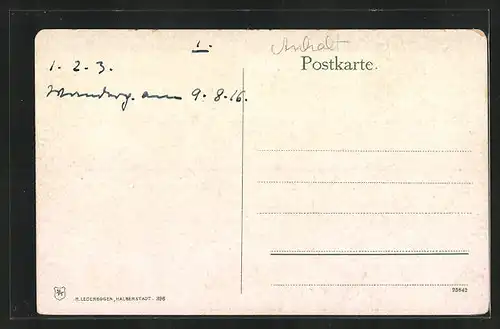 1.
Anhalt
Postkarte.
1. 2. 3.
am 9. 8. 16.
23642
R. LEDERBOGEN, HALBERSTADT.